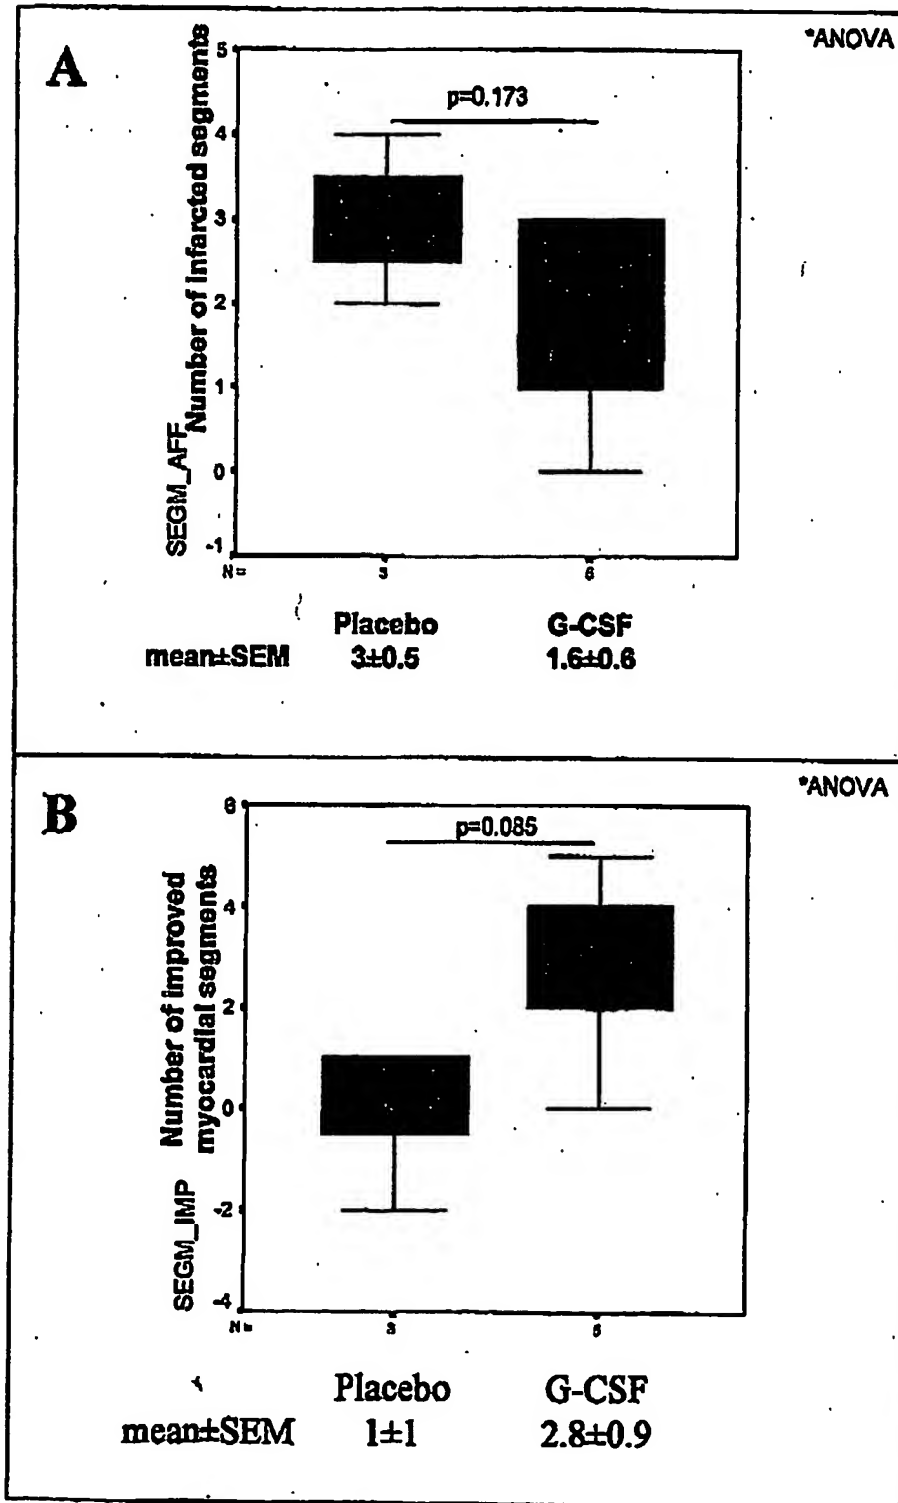 A
*ANOVA
5
p=0.173
4
3
2
1
0
-1
SEGM_AFF
Number of infarcted segments
N=
3
Placebo
G-CSF
mean±SEM
3±0.5
1.6±0.6
B
*ANOVA
6
p=0.085
4
2
0
-2
-4
SEGM_IMP
Number of improved
myocardial segments
N=
3
5
Placebo
G-CSF
mean±SEM
1±1
2.8±0.9